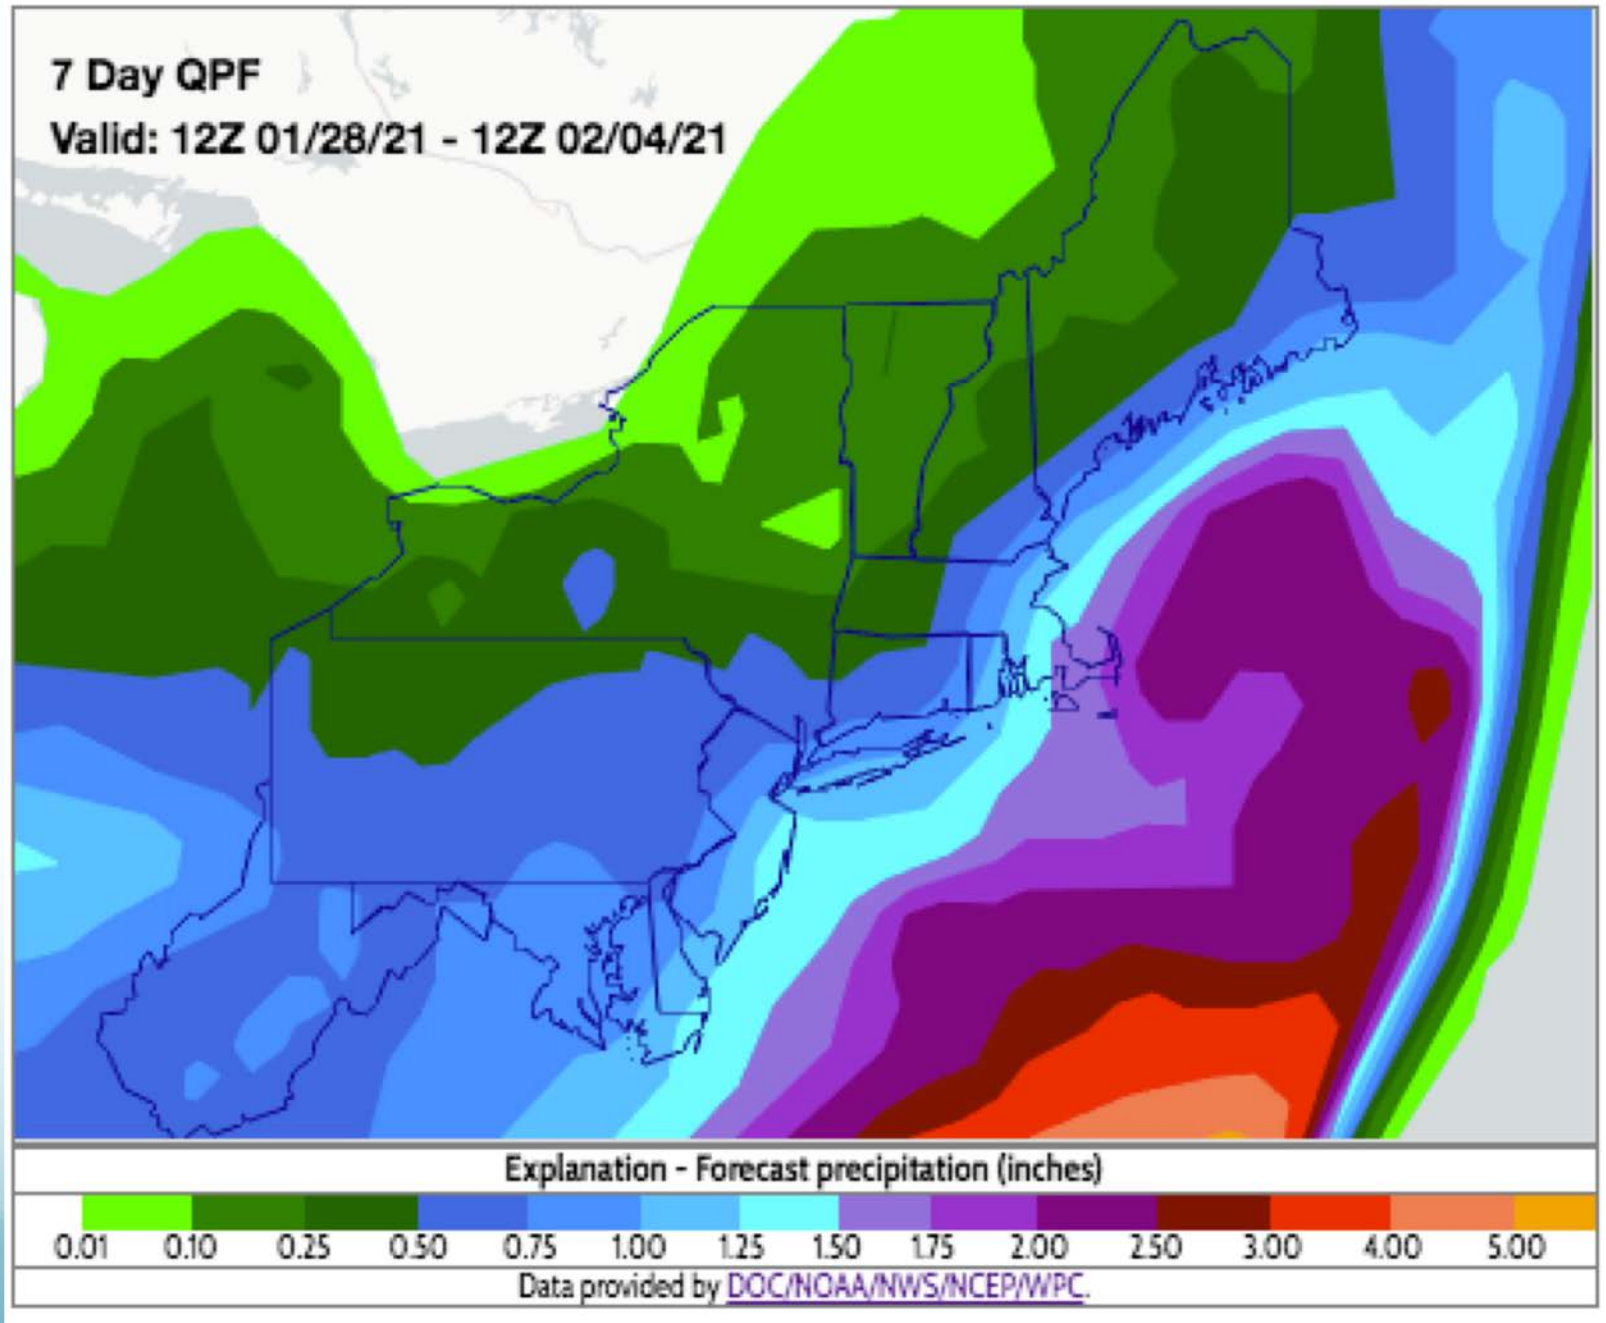 7 Day QPF
Valid: 12Z 01/28/21 - 12Z 02/04/21
Explanation - Forecast precipitation (inches)
0.01 0.10 0.25 0.50 0.75 1.00 1.25 1.50 1.75 2.00 2.50 3.00 4.00 5.00
Data provided by DOC/NOAA/NWS/NCEP/WPC.